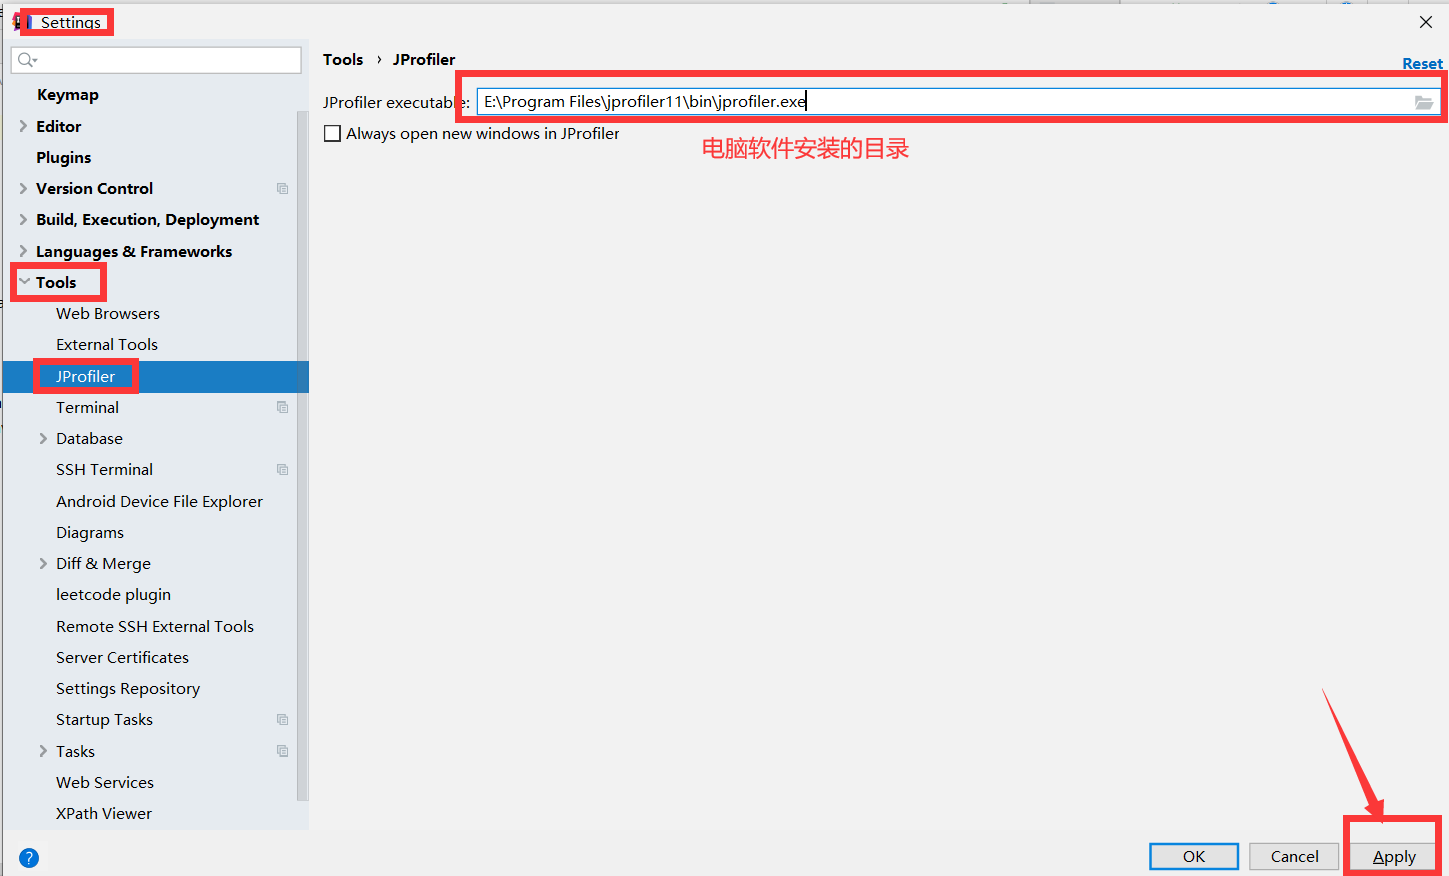 Settings
Tools › JProfiler
Reset
Keymap
JProfiler executable: E:\Program Files\jprofiler11\bin\jprofiler.exe
Editor
Always open new windows in JProfiler
电脑软件安装的目录
Plugins
Version Control
Build, Execution, Deployment
Languages & Frameworks
Tools
Web Browsers
External Tools
JProfiler
Terminal
Database
SSH Terminal
Android Device File Explorer
Diagrams
Diff & Merge
leetcode plugin
Remote SSH External Tools
Server Certificates
Settings Repository
Startup Tasks
Tasks
Web Services
XPath Viewer
?
OK
Cancel
Apply